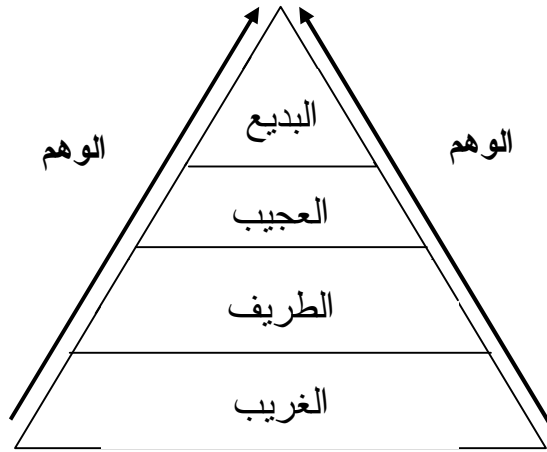 البديع
الوهم
الوهم
العجيب
الطريف
الغريب